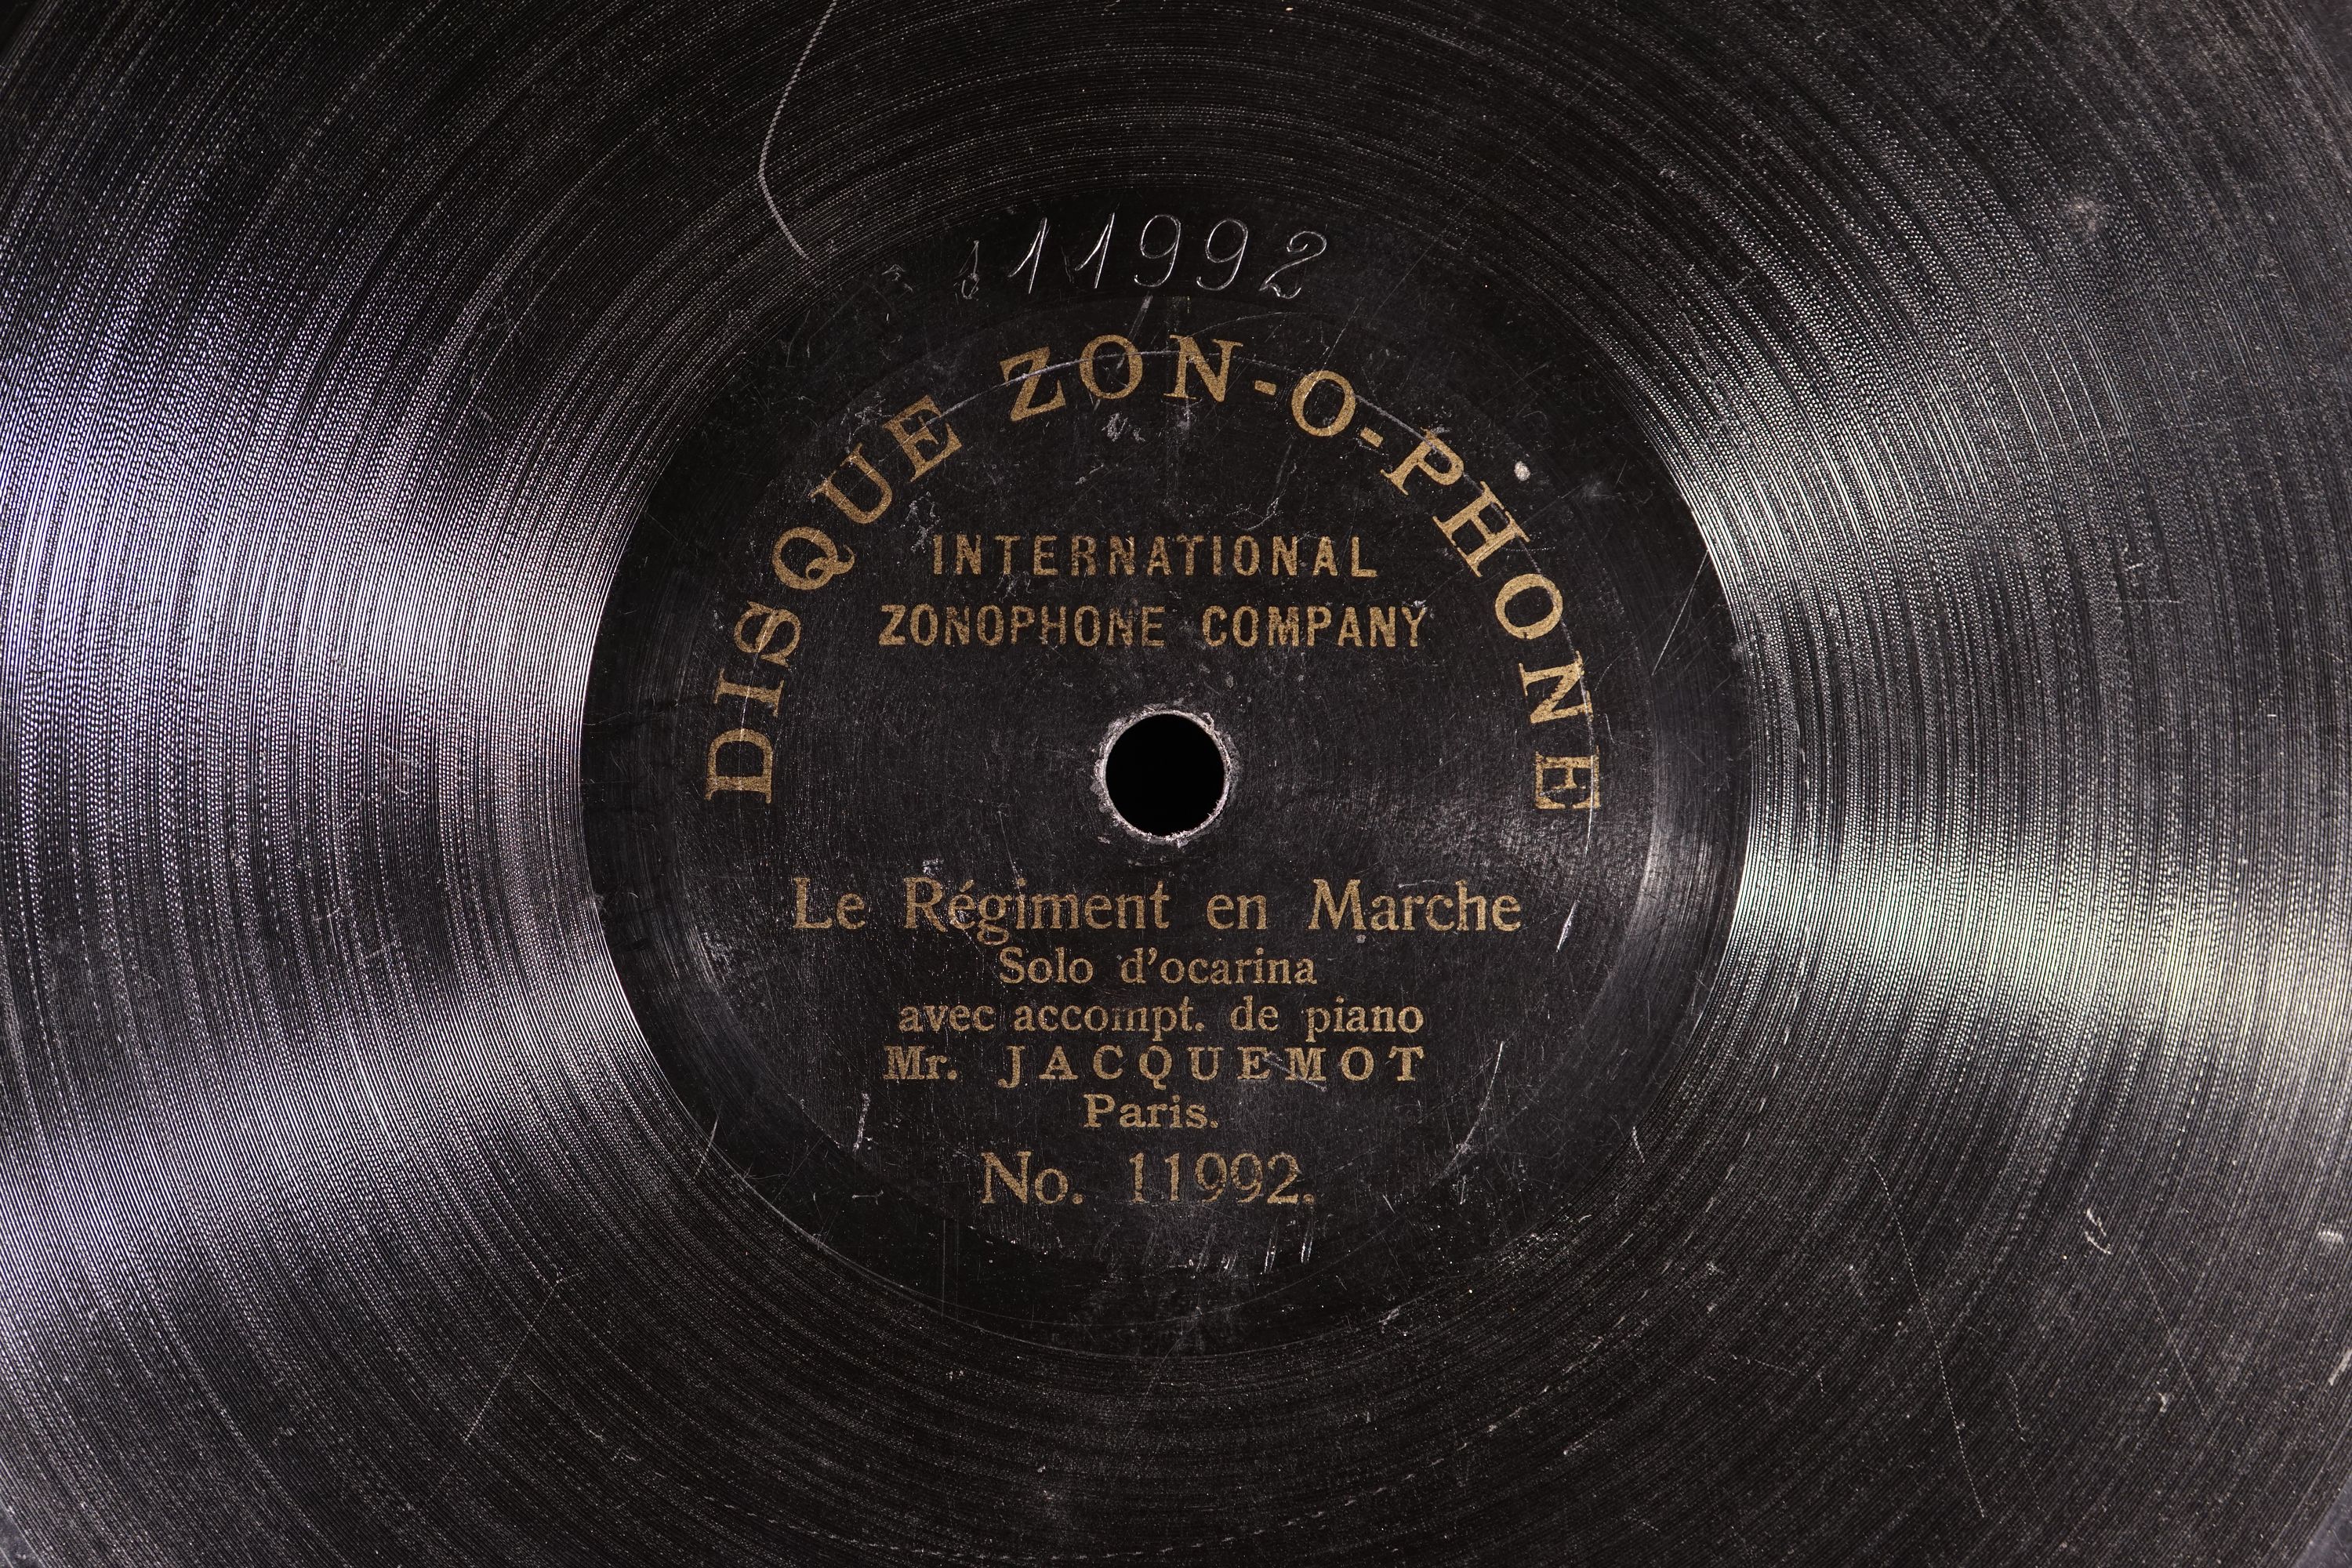 11992
DISQUE ZON-O-PHONE
INTERNATIONAL
ZONOPHONE COMPANY
Le Régiment en Marche
Solo d'ocarina
avec accompt. de piano
Mr. JACQUEMOT
Paris.
No. 11992.